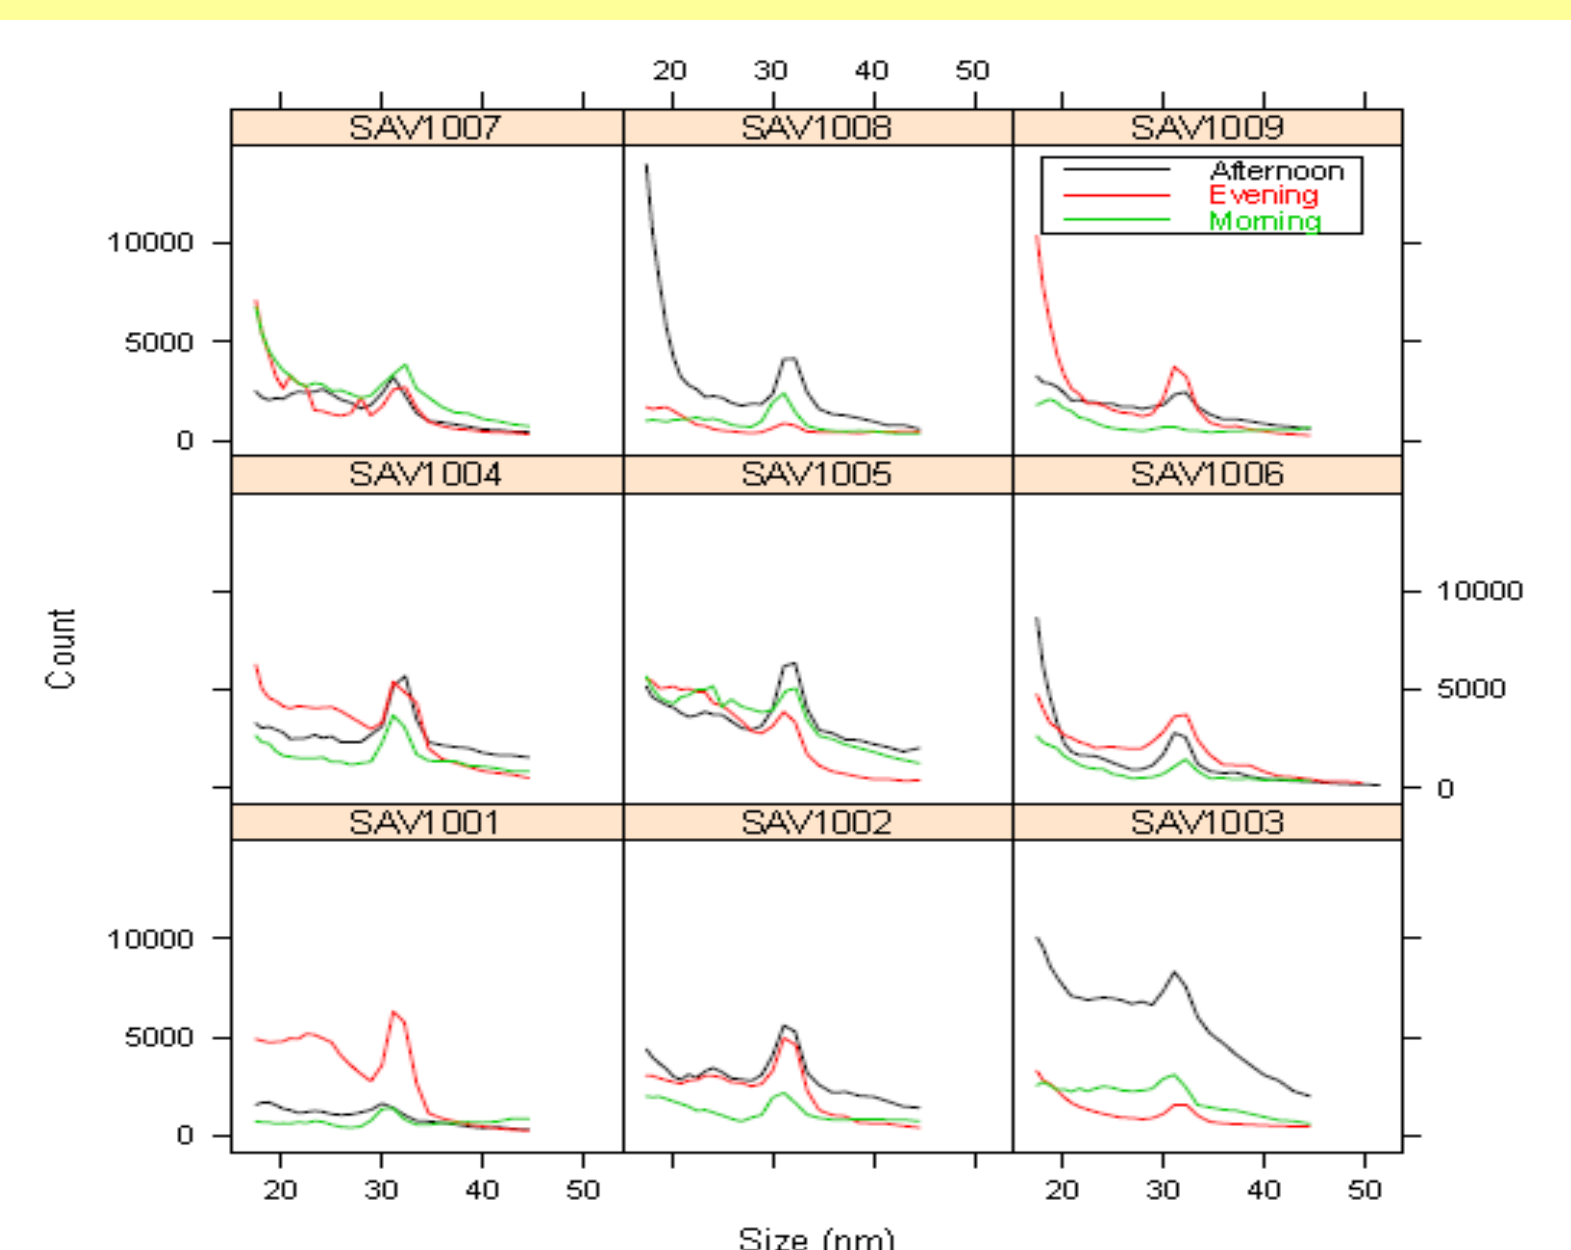 20 30 40 50
SAV1007 SAV1008 SAV1009
Afternoon
Evening
Morning
10000
5000
0
SAV1004 SAV1005 SAV1006
Count
10000
5000
0
SAV1001 SAV1002 SAV1003
10000
5000
0
20 30 40 50 20 30 40 50
Size (nm)